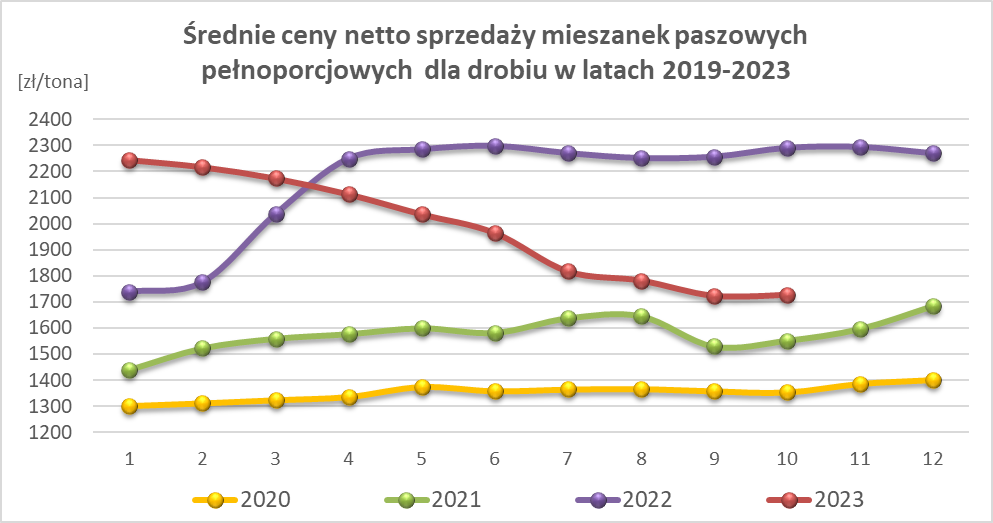 Średnie ceny netto sprzedaży mieszanek paszowych
pełnoporcjowych dla drobiu w latach 2019-2023
[zł/tona]
2400
2300
2200
2100
2000
1900
1800
1700
1600
1500
1400
1300
1200
1 2 3 4 5 6 7 8 9 10 11 12
2020 2021 2022 2023